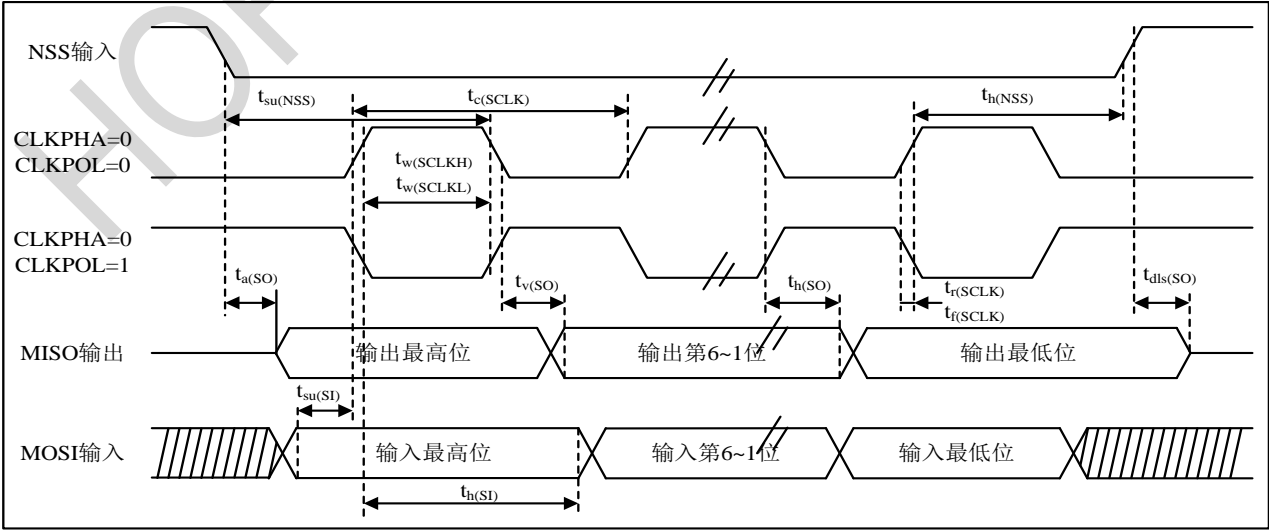 HOP
NSS输入
tsu(NSS)
tc(SCLK)
th(NSS)
CLKPHA=0
CLKPOL=0
tw(SCLKH)
tw(SCLKL)
CLKPHA=0
CLKPOL=1
ta(SO)
tv(SO)
th(SO)
tr(SCLK)
tf(SCLK)
tdls(SO)
MISO输出
输出最高位
输出第6~1位
输出最低位
tsu(SI)
MOSI输入
输入最高位
输入第6~1位
输入最低位
th(SI)